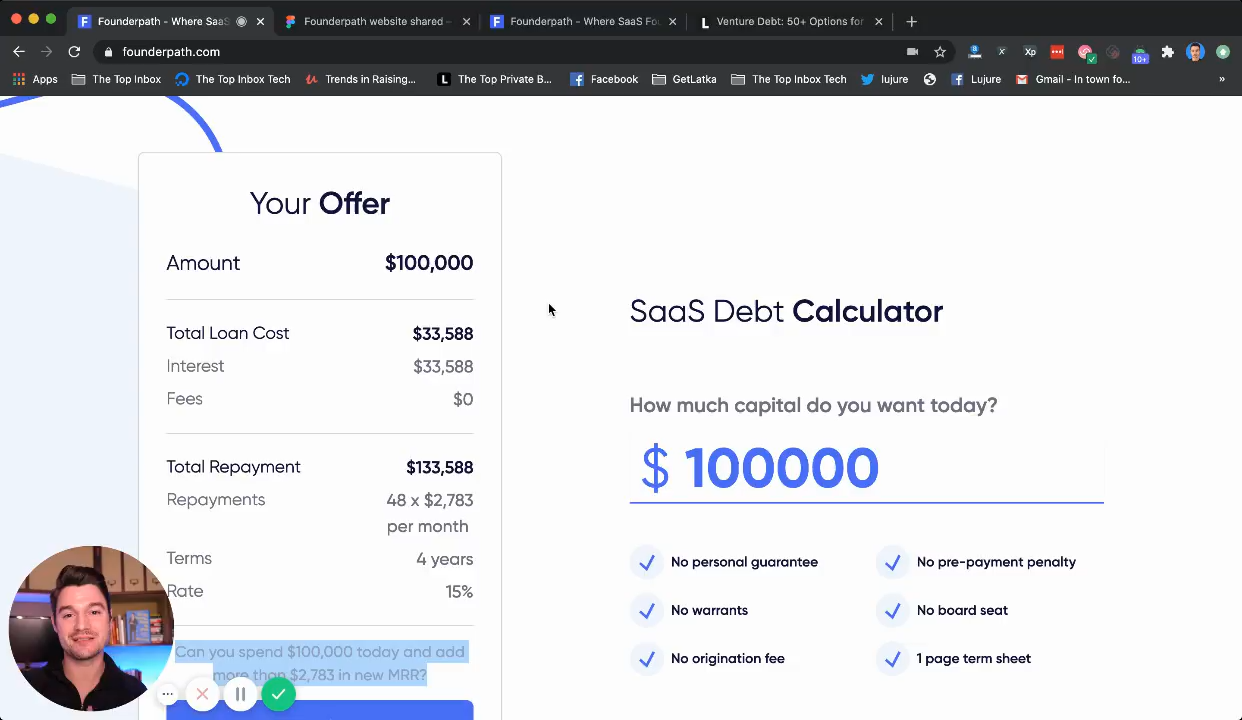 Founderpath - Where SaaS
Founderpath website shared –
Founderpath - Where SaaS Fou
Venture Debt: 50+ Options for
founderpath.com
Xp
10+
Apps
The Top Inbox
The Top Inbox Tech
Trends in Raising...
The Top Private B...
Facebook
GetLatka
The Top Inbox Tech
lujure
Lujure
Gmail - In town fo...
»
Your Offer
Amount $100,000
Total Loan Cost $33,588
Interest $33,588
Fees $0
Total Repayment $133,588
Repayments 48 x $2,783
per month
Terms 4 years
Rate 15%
Can you spend $100,000 today and add
more than $2,783 in new MRR?
SaaS Debt Calculator
How much capital do you want today?
$ 100000
No personal guarantee
No pre-payment penalty
No warrants
No board seat
No origination fee
1 page term sheet